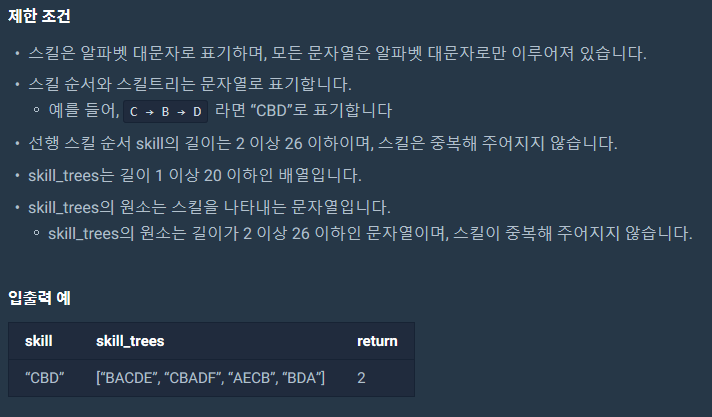 제한 조건
• 스킬은 알파벳 대문자로 표기하며, 모든 문자열은 알파벳 대문자로만 이루어져 있습니다.
• 스킬 순서와 스킬트리는 문자열로 표기합니다.
◦ 예를 들어, C → B → D 라면 “CBD”로 표기합니다
• 선행 스킬 순서 skill의 길이는 2 이상 26 이하이며, 스킬은 중복해 주어지지 않습니다.
• skill_trees는 길이 1 이상 20 이하인 배열입니다.
• skill_trees의 원소는 스킬을 나타내는 문자열입니다.
◦ skill_trees의 원소는 길이가 2 이상 26 이하인 문자열이며, 스킬이 중복해 주어지지 않습니다.
입출력 예
skill skill_trees return
“CBD” [“BACDE”, “CBADF”, “AECB”, “BDA”] 2